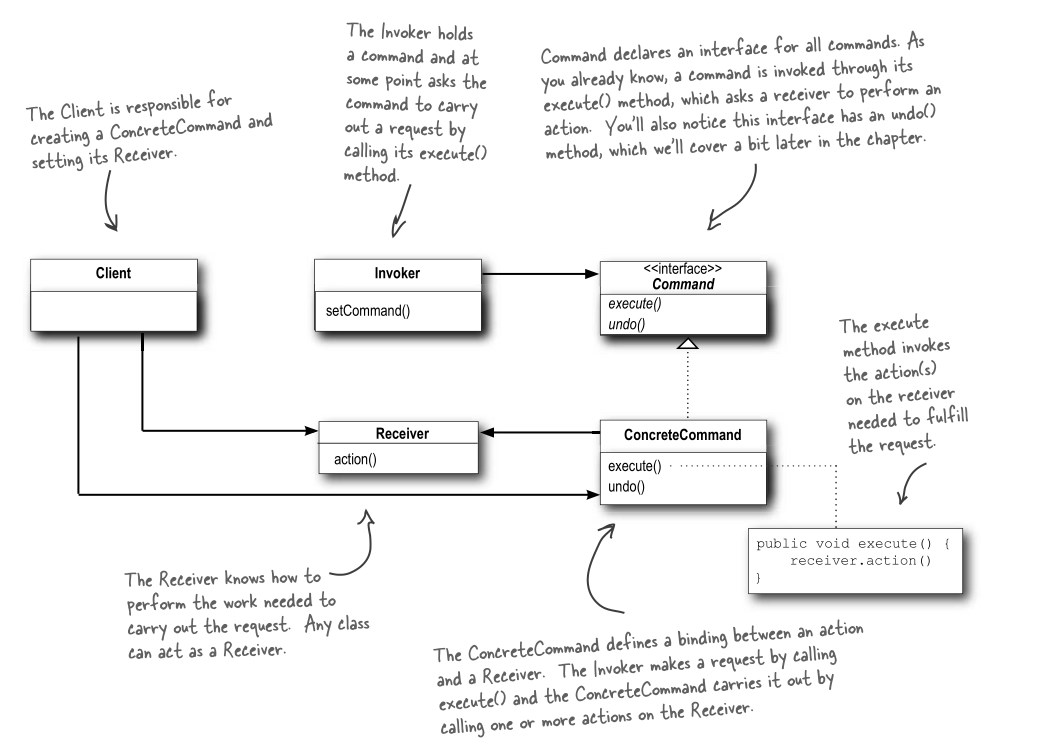 The Invoker holds
a command and at
some point asks the
command to carry
out a request by
calling its execute()
method.
Command declares an interface for all commands. As
you already know, a command is invoked through its
execute() method, which asks a receiver to perform an
action. You'll also notice this interface has an undo()
method, which we'll cover a bit later in the chapter.
The Client is responsible for
creating a ConcreteCommand and
setting its Receiver.
Client
Invoker
setCommand()
<<interface>>
Command
execute()
undo()
The execute
method invokes
the action(s)
on the receiver
needed to fulfill
the request.
Receiver
action()
ConcreteCommand
execute()
undo()
public void execute() {
receiver.action()
}
The Receiver knows how to
perform the work needed to
carry out the request. Any class
can act as a Receiver.
The ConcreteCommand defines a binding between an action
and a Receiver. The Invoker makes a request by calling
execute() and the ConcreteCommand carries it out by
calling one or more actions on the Receiver.